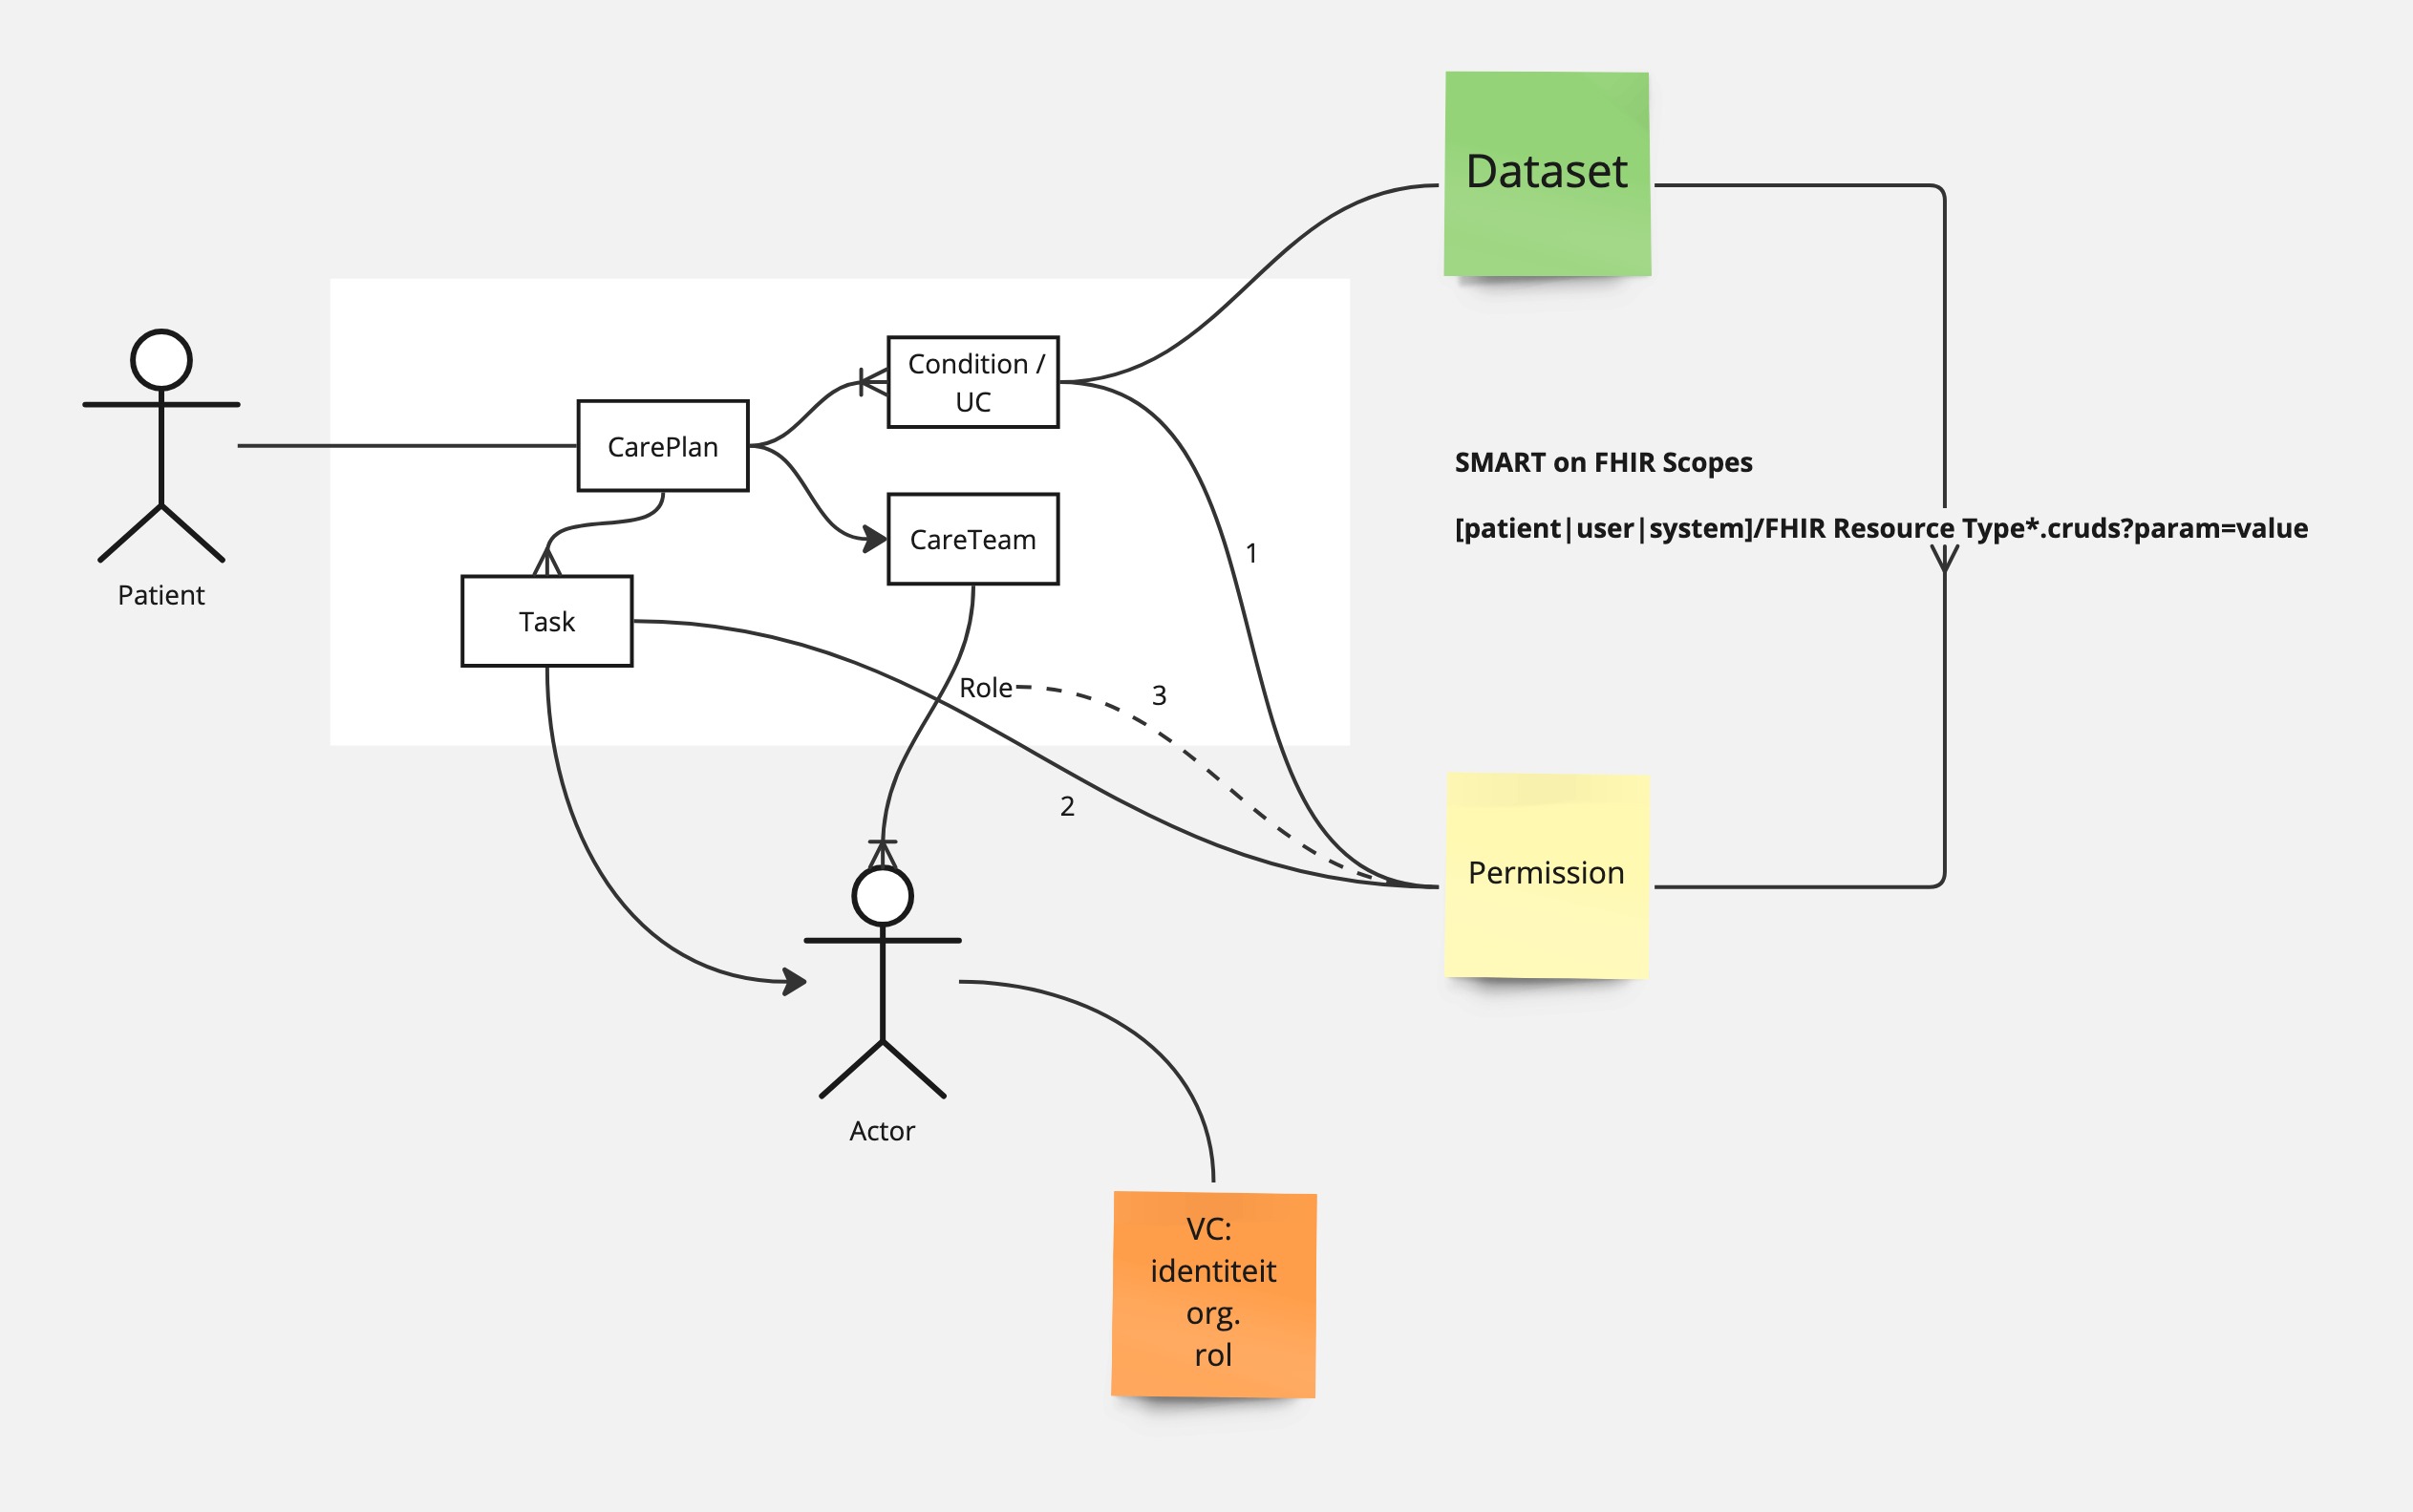 Dataset
Condition /
UC
CarePlan
SMART on FHIR Scopes
[patient|user|system]/FHIR Resource Type*.cruds?param=value
CareTeam
1
Patient
Task
Role
3
2
Permission
Actor
VC:
identiteit
org.
rol